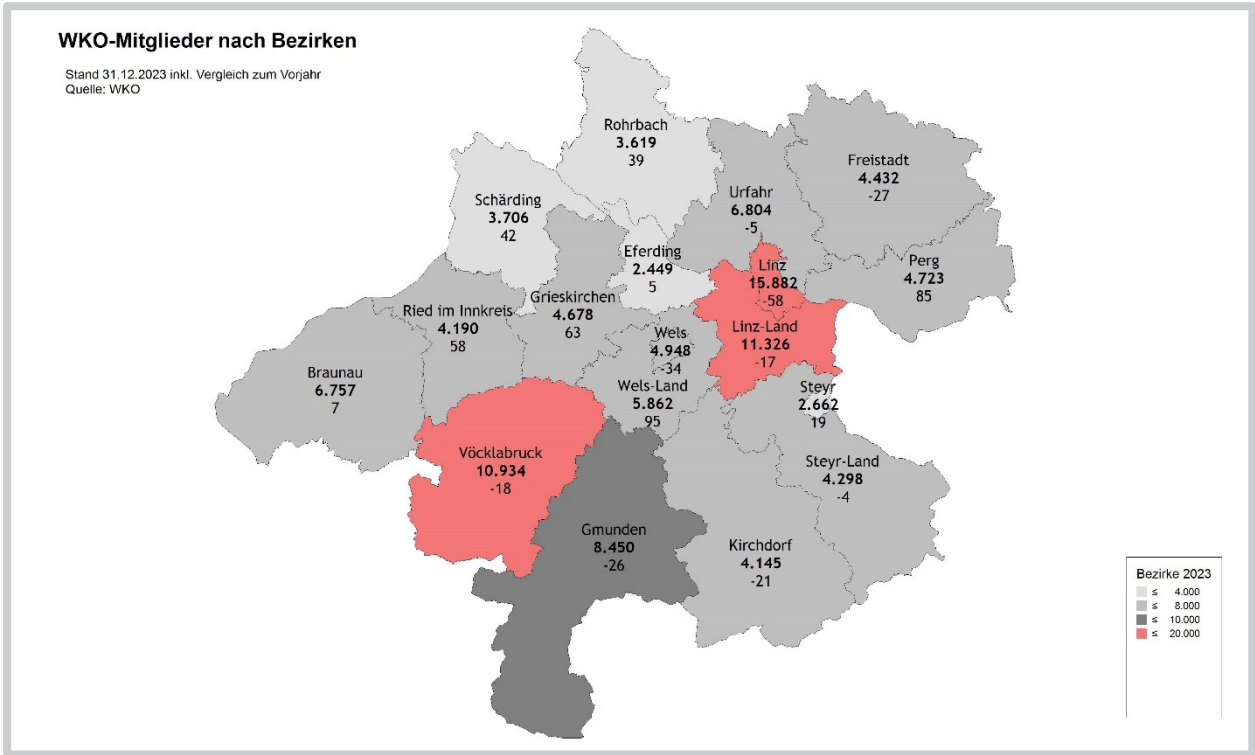 WKO-Mitglieder nach Bezirken
Stand 31.12.2023 inkl. Vergleich zum Vorjahr
Quelle: WKO
Rohrbach
3.619
39
Freistadt
4.432
-27
Urfahr
6.804
-5
Schärding
3.706
42
Eferding
2.449
5
Linz
15.882
-58
Perg
4.723
85
Grieskirchen
4.678
63
Ried im Innkreis
4.190
58
Linz-Land
11.326
-17
Wels
4.948
-34
Braunau
6.757
7
Wels-Land
5.862
95
Steyr
2.662
19
Vöcklabruck
10.934
-18
Steyr-Land
4.298
-4
Gmunden
8.450
-26
Kirchdorf
4.145
-21
Bezirke 2023
≤ 4.000
≤ 8.000
≤ 10.000
≤ 20.000